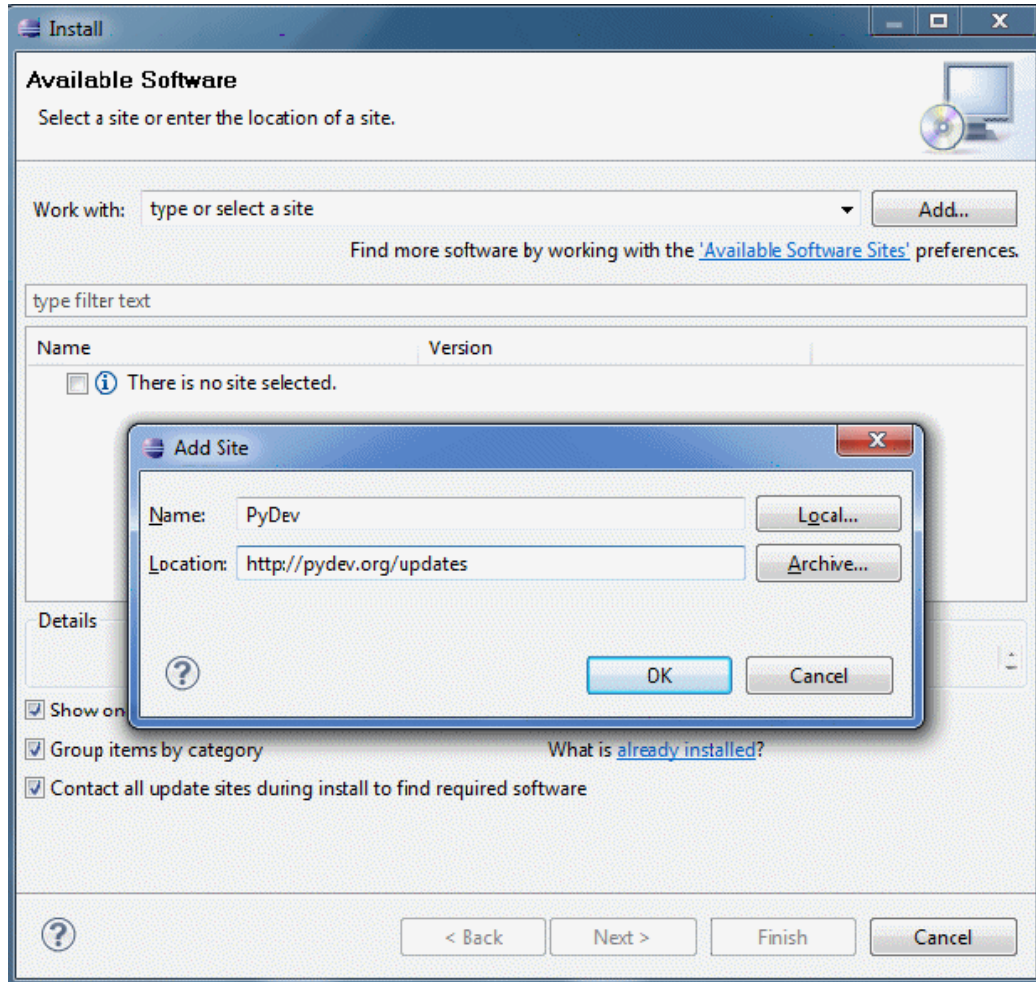 Install
Available Software
Select a site or enter the location of a site.
Work with: type or select a site Add...
Find more software by working with the 'Available Software Sites' preferences.
type filter text
Name Version
There is no site selected.
Add Site
Name: PyDev Local...
Location: http://pydev.org/updates Archive...
Details
OK Cancel
Show on
Group items by category What is already installed?
Contact all update sites during install to find required software
< Back Next > Finish Cancel